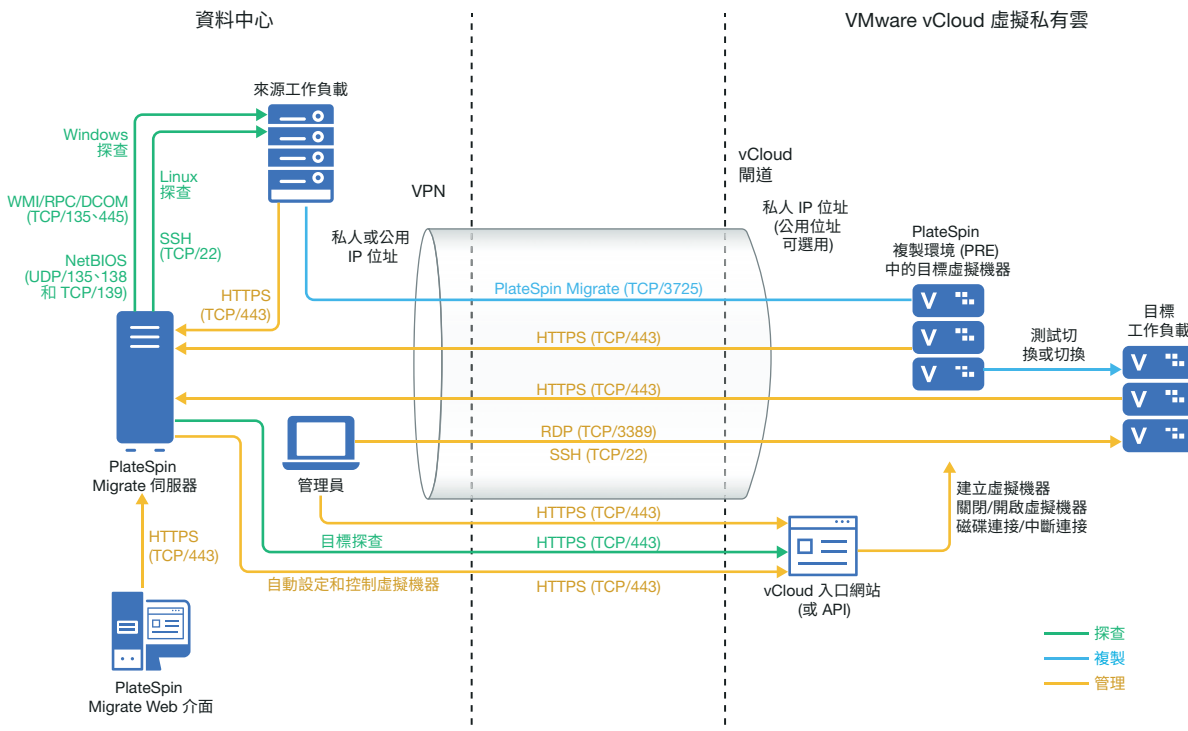 資料中心
VMware vCloud 虛擬私有雲
來源工作負載
Windows
探查
Linux
探查
WMI/RPC/DCOM
(TCP/135、445)
SSH
(TCP/22)
NetBIOS
(UDP/135、138
和 TCP/139)
HTTPS
(TCP/443)
VPN
私人或公用
IP 位址
vCloud
閘道
私人 IP 位址
(公用位址
可選用)
PlateSpin
複製環境 (PRE)
中的目標虛擬機器
PlateSpin Migrate (TCP/3725)
HTTPS (TCP/443)
測試切
換或切換
目標
工作負載
HTTPS (TCP/443)
RDP (TCP/3389)
SSH (TCP/22)
PlateSpin
Migrate 伺服器
管理員
HTTPS (TCP/443)
建立虛擬機器
關閉/開啟虛擬機器
磁碟連接/中斷連接
HTTPS
(TCP/443)
目標探查
HTTPS (TCP/443)
自動設定和控制虛擬機器
HTTPS (TCP/443)
vCloud 入口網站
(或 API)
PlateSpin
Migrate Web 介面
探查
複製
管理